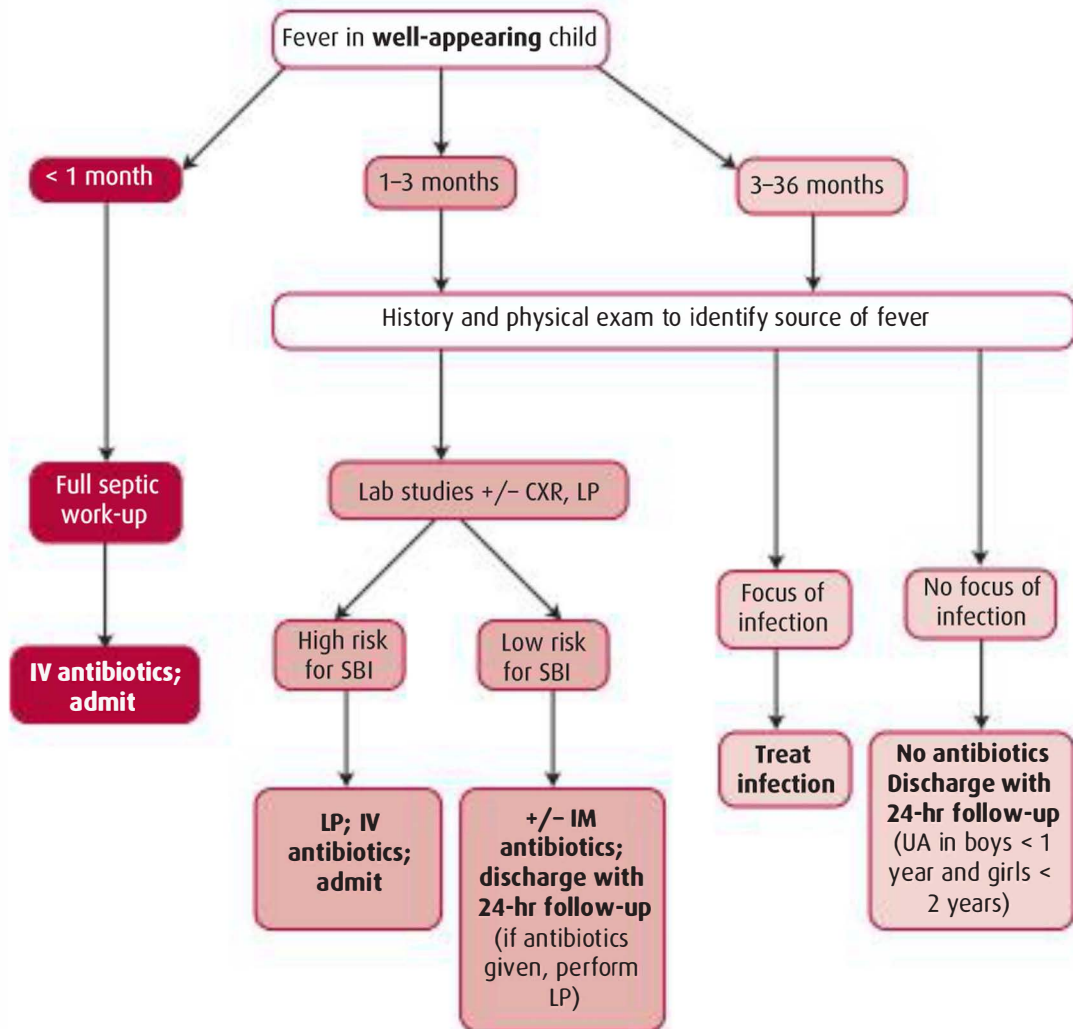 Fever in well-appearing child
< 1 month
1–3 months
3–36 months
History and physical exam to identify source of fever
Full septic
work-up
Lab studies +/– CXR, LP
Focus of
infection
No focus of
infection
High risk
for SBI
Low risk
for SBI
IV antibiotics;
admit
Treat
infection
No antibiotics
Discharge with
24-hr follow-up
(UA in boys < 1
year and girls <
2 years)
LP; IV
antibiotics;
admit
+/– IM
antibiotics;
discharge with
24-hr follow-up
(if antibiotics
given, perform
LP)